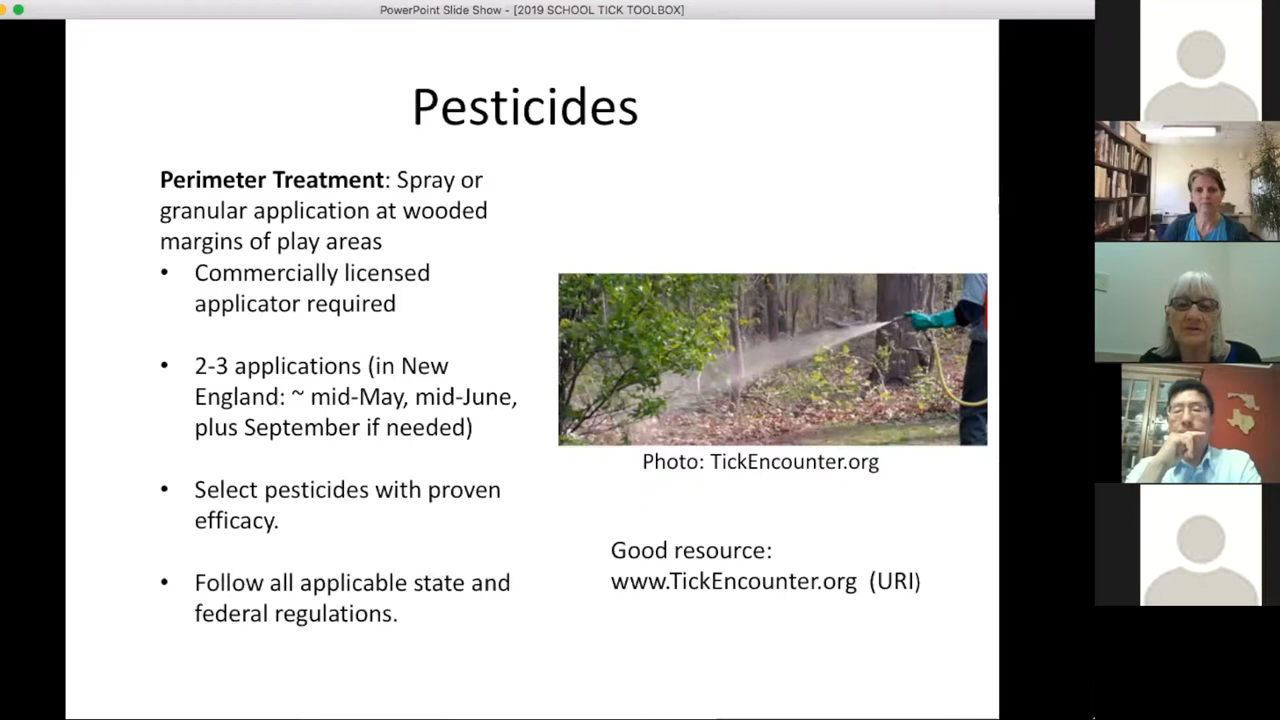 PowerPoint Slide Show - [2019 SCHOOL TICK TOOLBOX]
Pesticides
Perimeter Treatment: Spray or
granular application at wooded
margins of play areas
• Commercially licensed
applicator required
• 2-3 applications (in New
England: ~ mid-May, mid-June,
plus September if needed)
• Select pesticides with proven
efficacy.
• Follow all applicable state and
federal regulations.
Photo: TickEncounter.org
Good resource:
www.TickEncounter.org (URI)